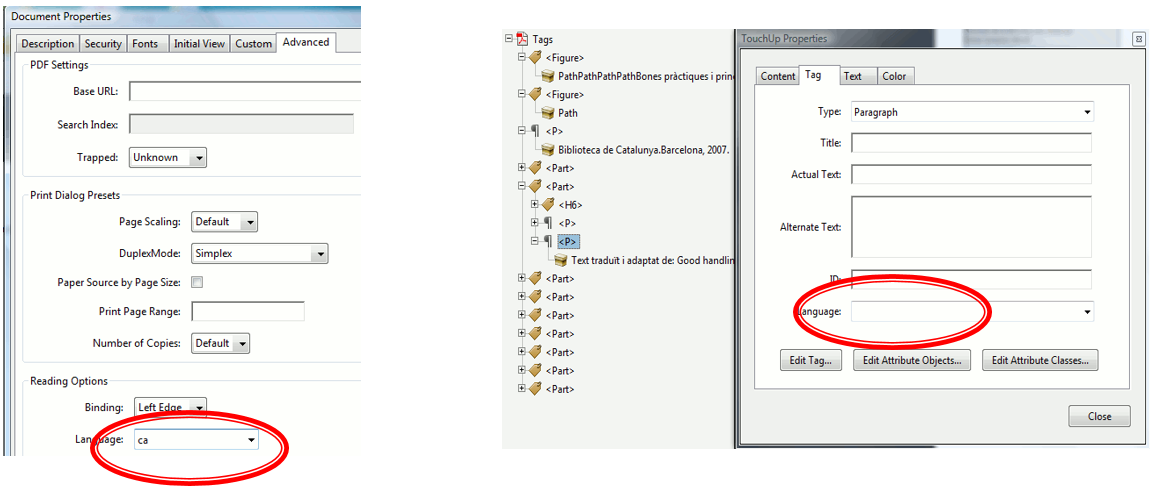 Document Properties
Description Security Fonts Initial View Custom Advanced
PDF Settings
Base URL:
Search Index:
Trapped: Unknown
Print Dialog Presets
Page Scaling: Default
DuplexMode: Simplex
Paper Source by Page Size:
Print Page Range:
Number of Copies: Default
Reading Options
Binding: Left Edge
Language: ca
Tags
<Figure>
PathPathPathPathBones pràctiques i prin
<Figure>
Path
<P>
Biblioteca de Catalunya.Barcelona, 2007.
<Part>
<Part>
<H6>
<P>
<P>
Text traduït i adaptat de: Good handlin
<Part>
<Part>
<Part>
<Part>
<Part>
<Part>
<Part>
TouchUp Properties
Content Tag Text Color
Type: Paragraph
Title:
Actual Text:
Alternate Text:
ID:
Language:
Edit Tag... Edit Attribute Objects... Edit Attribute Classes...
Close